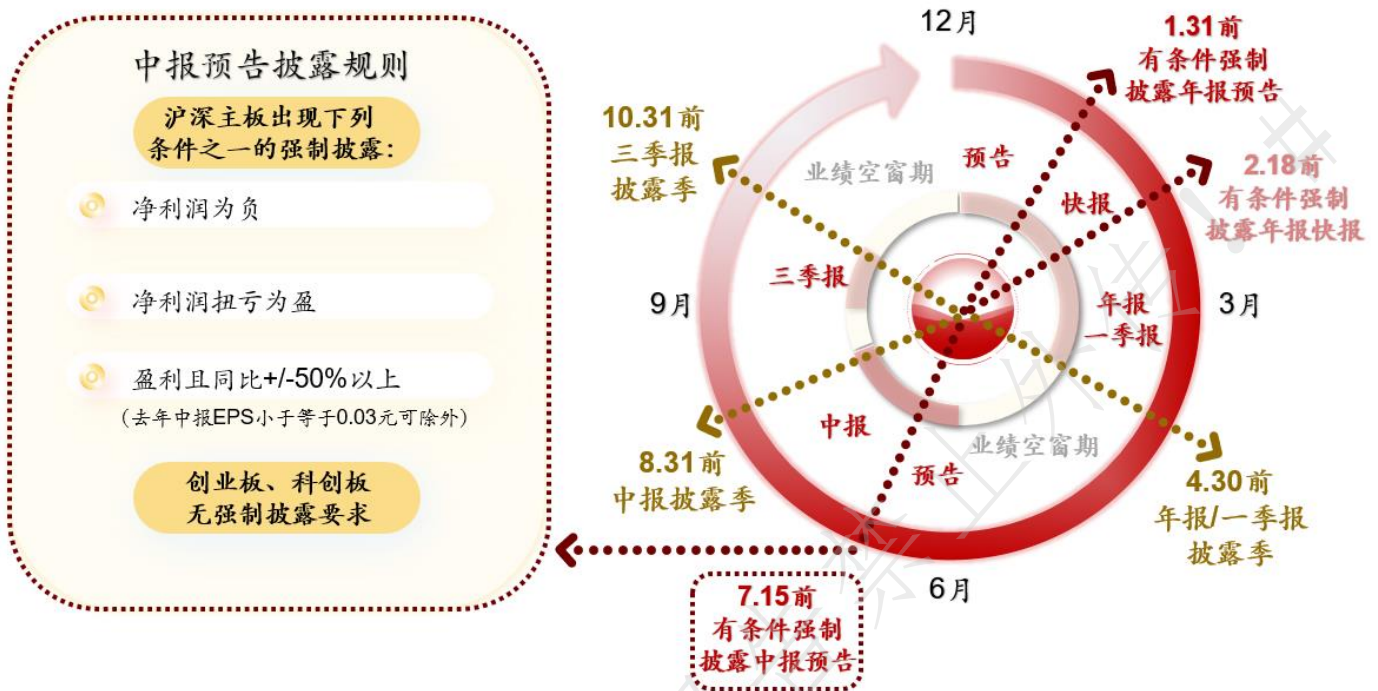 中报预告披露规则
沪深主板出现下列
条件之一的强制披露：
净利润为负
净利润扭亏为盈
盈利且同比+/-50%以上
（去年中报EPS小于等于0.03元可除外）
创业板、科创板
无强制披露要求
12月
1.31前
有条件强制
披露年报预告
2.18前
有条件强制
披露年报快报
3月
4.30前
年报/一季报
披露季
6月
7.15前
有条件强制
披露中报预告
8.31前
中报披露季
9月
10.31前
三季报
披露季
业绩空窗期
预告
快报
年报
一季报
业绩空窗期
预告
中报
三季报